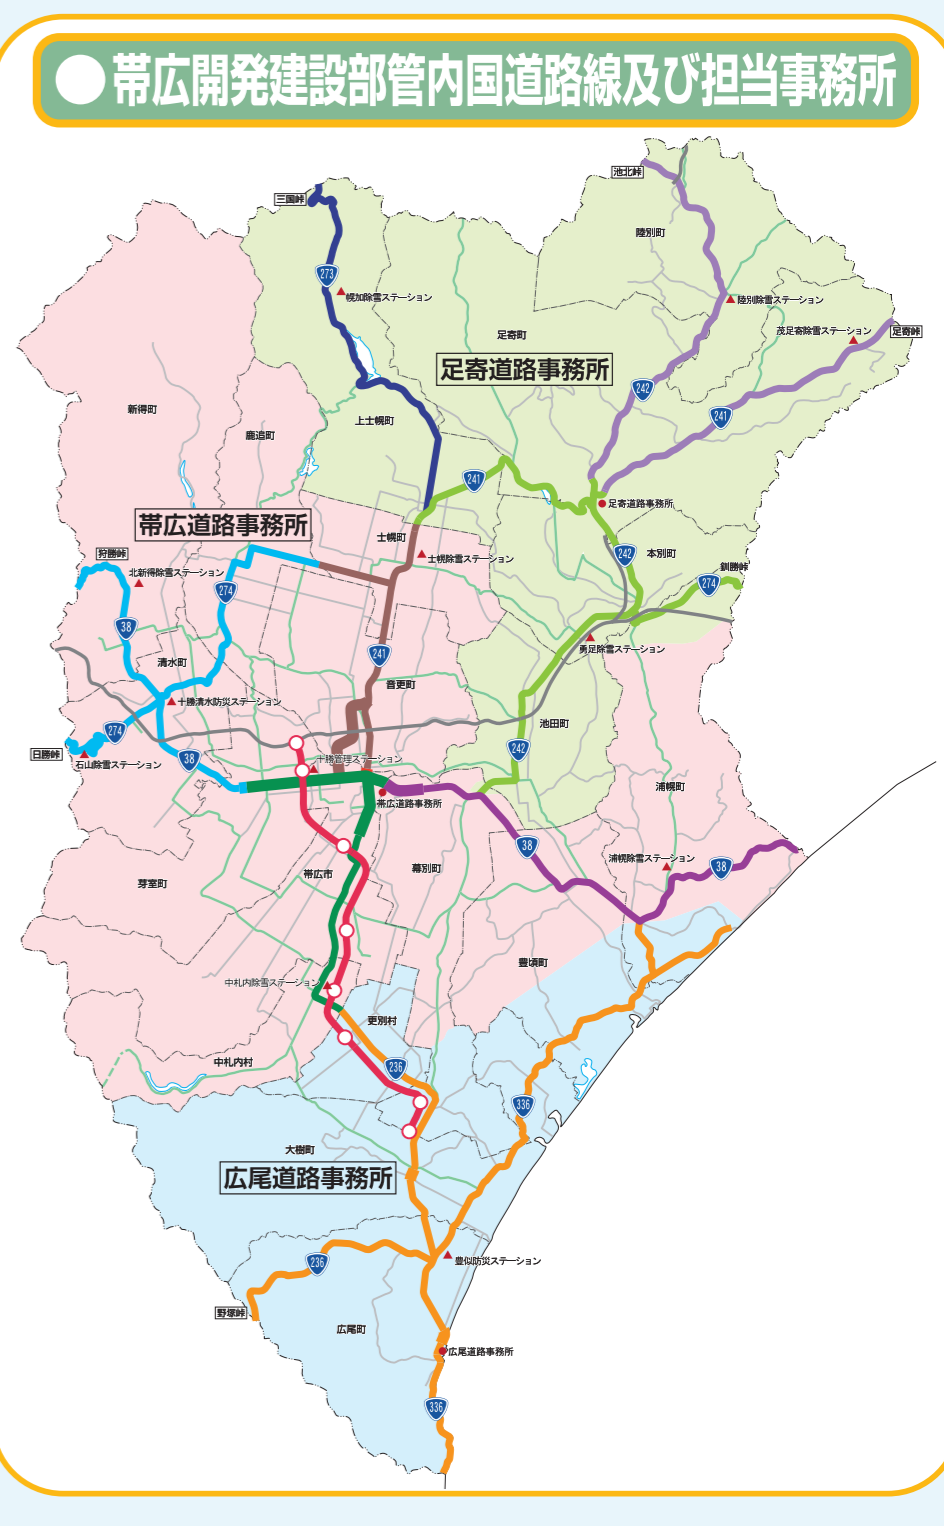 ●帯広開発建設部管内国道路線及び担当事務所
池北峠
三国峠
陸別町
273
幌加除雪ステーション
陸別除雪ステーション
茂足寄除雪ステーション
足寄峠
足寄町
足寄道路事務所
242
241
新得町
鹿追町
上士幌町
241
足寄道路事務所
帯広道路事務所
士幌町
狩勝峠
士幌除雪ステーション
242
本別町
釧勝峠
北新得除雪ステーション
274
274
38
勇足除雪ステーション
清水町
241
音更町
十勝清水防災ステーション
池田町
274
日勝峠
石山除雪ステーション
38
十勝管理ステーション
242
浦幌町
帯広道路事務所
38
浦幌除雪ステーション
38
芽室町
帯広市
幕別町
豊頃町
中札内除雪ステーション
更別村
中札内村
236
336
大樹町
広尾道路事務所
236
豊似防災ステーション
野塚峠
広尾町
広尾道路事務所
336